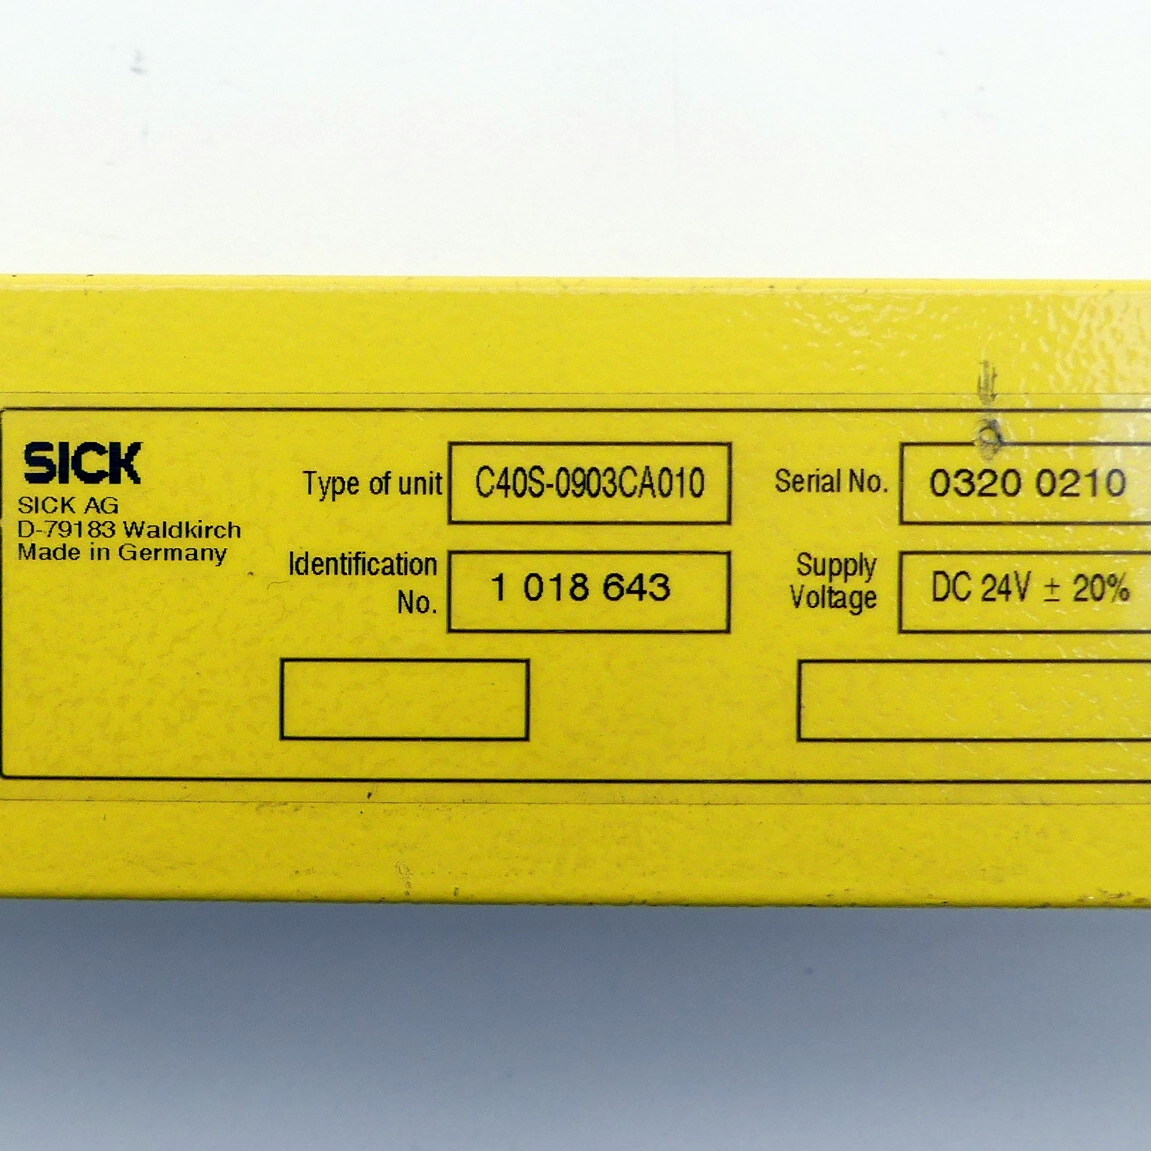 SICK
SICK AG
D-79183 Waldkirch
Made in Germany
Type of unit C40S-0903CA010
Identification
No. 1 018 643
Serial No. 0320 0210
Supply
Voltage DC 24V ± 20%